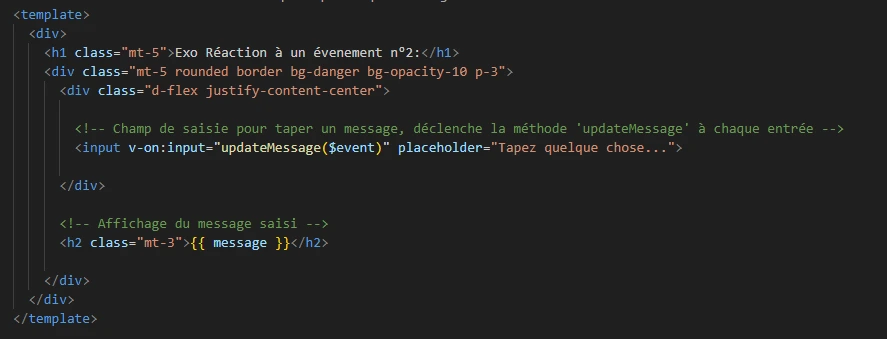 <template>
<div>
<h1 class="mt-5">Exo Réaction à un évenement n°2:</h1>
<div class="mt-5 rounded border bg-danger bg-opacity-10 p-3">
<div class="d-flex justify-content-center">
<!-- Champ de saisie pour taper un message, déclenche la méthode 'updateMessage' à chaque entrée -->
<input v-on:input="updateMessage($event)" placeholder="Tapez quelque chose...">
</div>
<!-- Affichage du message saisi -->
<h2 class="mt-3">{{ message }}</h2>
</div>
</div>
</template>